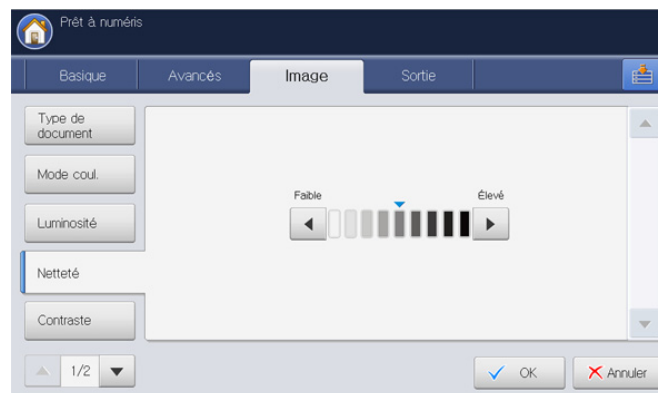 Prêt à numéris
Basique
Avancés
Image
Sortie
Type de
document
Mode coul.
Luminosité
Netteté
Contraste
Faible
Élevé
1/2
OK
Annuler